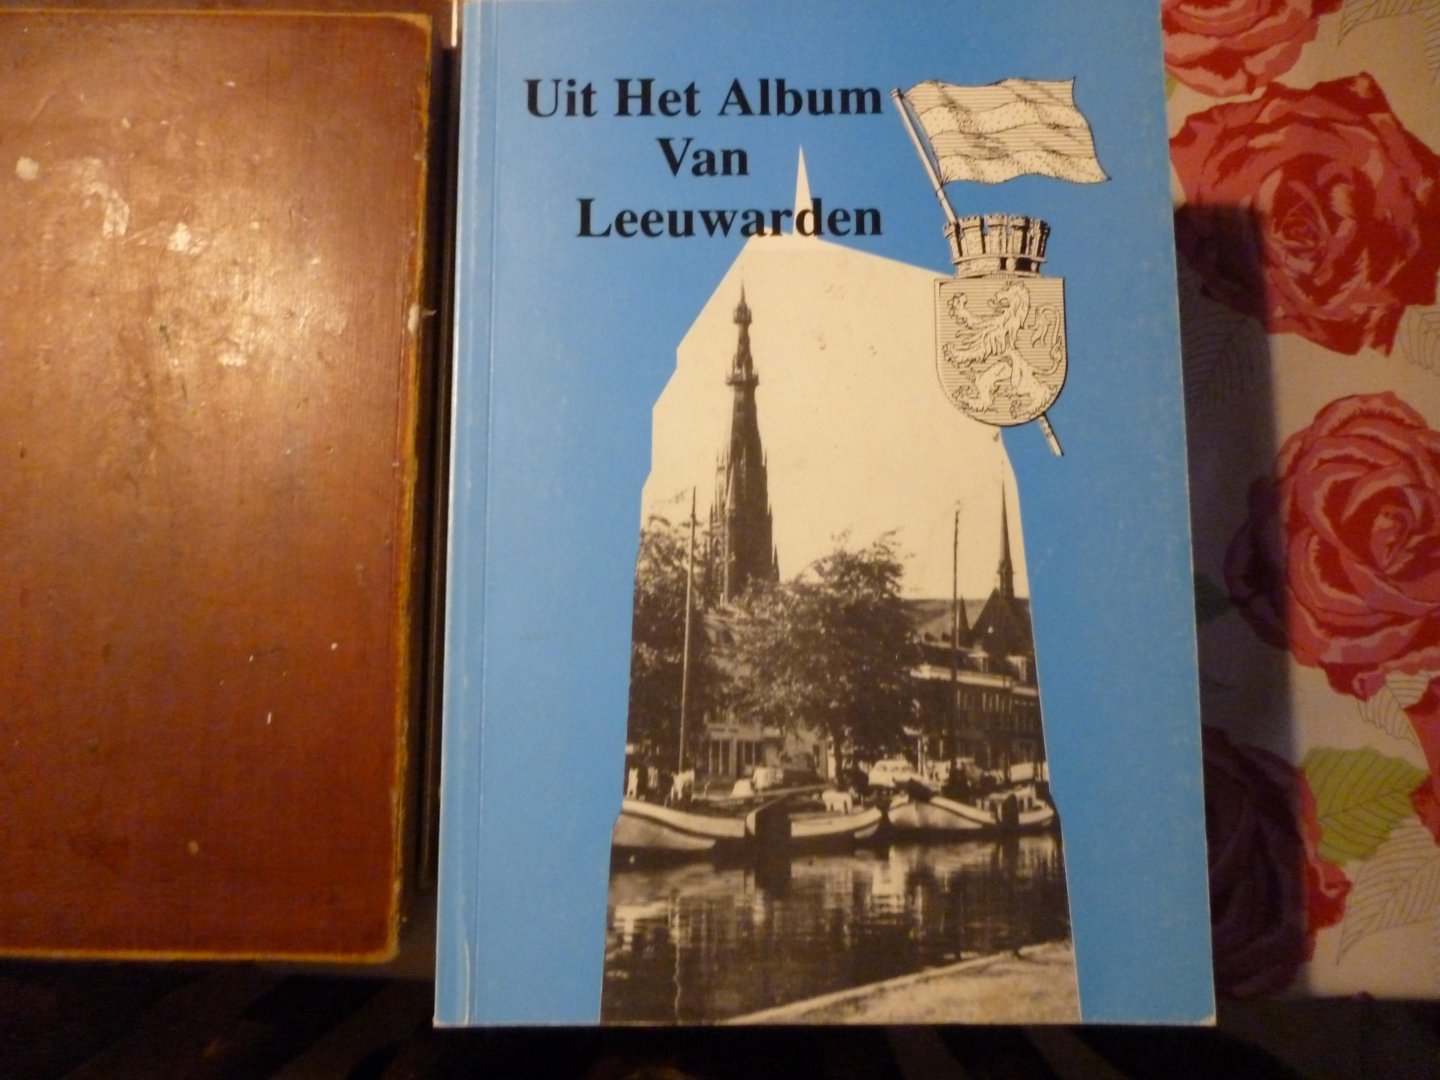 Uit Het Album
Van
Leeuwarden